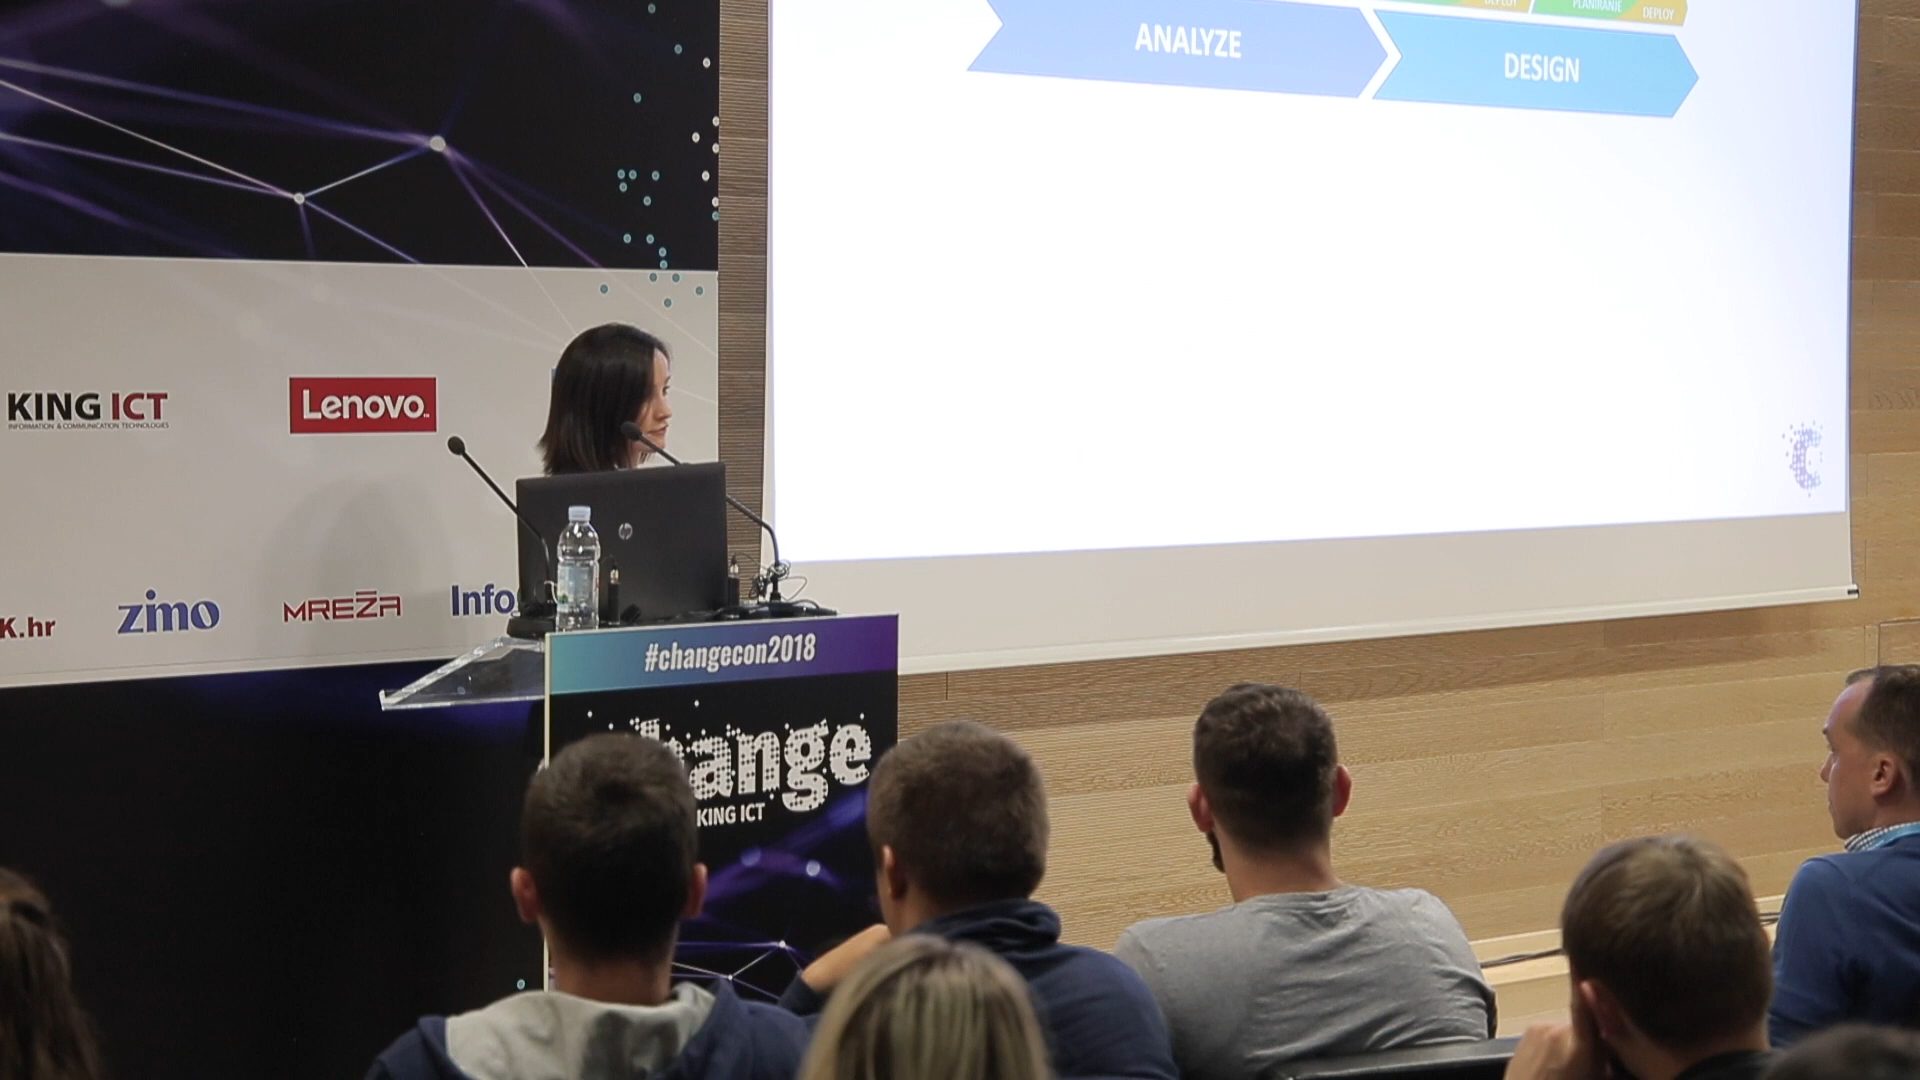 DEPLOY
PLANIRANJE
DEPLOY
ANALYZE
DESIGN
KING ICT
INFORMATION & COMMUNICATION TECHNOLOGIES
Lenovo
K.hr
zimo
MREŽA
Info
hp
#changecon2018
hange
KING ICT